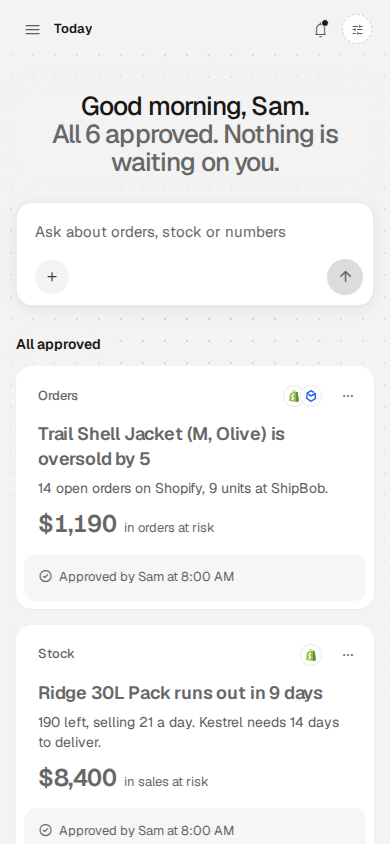 Today
Good morning, Sam.
All 6 approved. Nothing is
waiting on you.
Ask about orders, stock or numbers
All approved
Orders
Trail Shell Jacket (M, Olive) is
oversold by 5
14 open orders on Shopify, 9 units at ShipBob.
$1,190 in orders at risk
Approved by Sam at 8:00 AM
Stock
Ridge 30L Pack runs out in 9 days
190 left, selling 21 a day. Kestrel needs 14 days
to deliver.
$8,400 in sales at risk
Approved by Sam at 8:00 AM